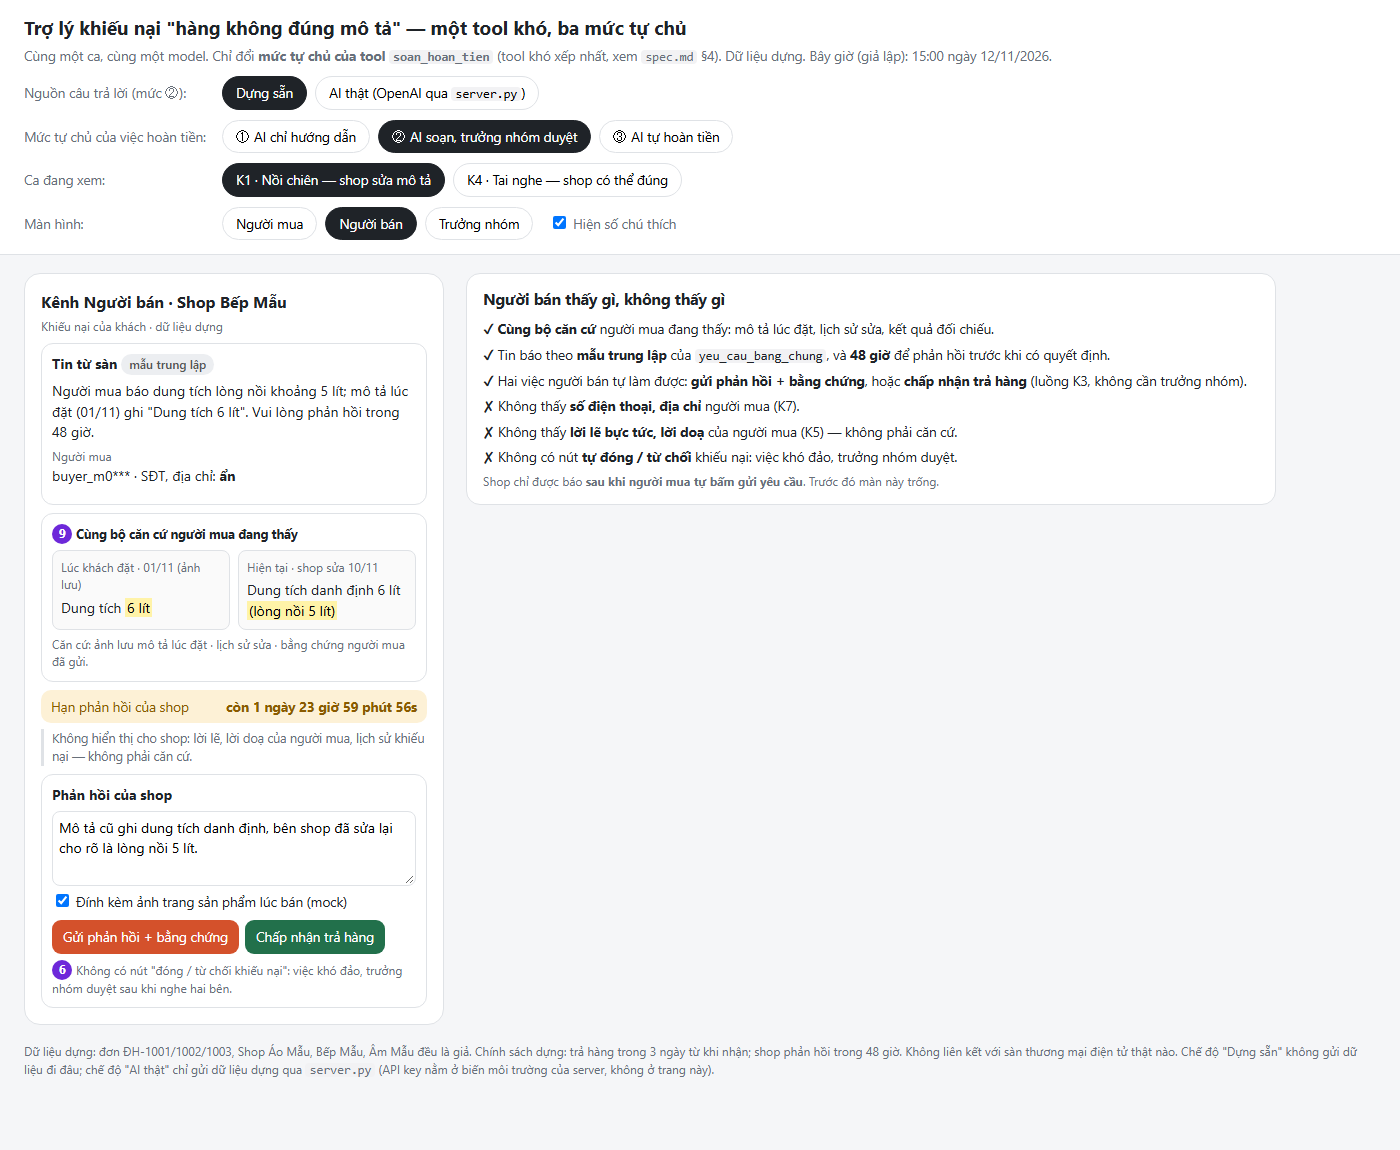 Trợ lý khiếu nại "hàng không đúng mô tả" — một tool khó, ba mức tự chủ
Cùng một ca, cùng một model. Chỉ đổi mức tự chủ của tool soan_hoan_tien (tool khó xếp nhất, xem spec.md §4). Dữ liệu dựng. Bây giờ (giả lập): 15:00 ngày 12/11/2026.
Nguồn câu trả lời (mức ②): Dựng sẵn AI thật (OpenAI qua server.py)
Mức tự chủ của việc hoàn tiền: ① AI chỉ hướng dẫn ② AI soạn, trưởng nhóm duyệt ③ AI tự hoàn tiền
Ca đang xem: K1 · Nồi chiên — shop sửa mô tả K4 · Tai nghe — shop có thể đúng
Màn hình: Người mua Người bán Trưởng nhóm Hiện số chú thích
Kênh Người bán · Shop Bếp Mẫu
Khiếu nại của khách · dữ liệu dựng
Tin từ sàn mẫu trung lập
Người mua báo dung tích lòng nồi khoảng 5 lít; mô tả lúc
đặt (01/11) ghi "Dung tích 6 lít". Vui lòng phản hồi trong
48 giờ.
Người mua
buyer_m0*** · SĐT, địa chỉ: ẩn
9 Cùng bộ căn cứ người mua đang thấy
Lúc khách đặt · 01/11 (ảnh
lưu)
Dung tích 6 lít
Hiện tại · shop sửa 10/11
Dung tích danh định 6 lít
(lòng nồi 5 lít)
Căn cứ: ảnh lưu mô tả lúc đặt · lịch sử sửa · bằng chứng người mua
đã gửi.
Hạn phản hồi của shop còn 1 ngày 23 giờ 59 phút 56s
Không hiển thị cho shop: lời lẽ, lời doạ của người mua, lịch sử khiếu
nại — không phải căn cứ.
Phản hồi của shop
Mô tả cũ ghi dung tích danh định, bên shop đã sửa lại
cho rõ là lòng nồi 5 lít.
Đính kèm ảnh trang sản phẩm lúc bán (mock)
Gửi phản hồi + bằng chứng Chấp nhận trả hàng
6 Không có nút "đóng / từ chối khiếu nại": việc khó đảo, trưởng
nhóm duyệt sau khi nghe hai bên.
Người bán thấy gì, không thấy gì
✓ Cùng bộ căn cứ người mua đang thấy: mô tả lúc đặt, lịch sử sửa, kết quả đối chiếu.
✓ Tin báo theo mẫu trung lập của yeu_cau_bang_chung, và 48 giờ để phản hồi trước khi có quyết định.
✓ Hai việc người bán tự làm được: gửi phản hồi + bằng chứng, hoặc chấp nhận trả hàng (luồng K3, không cần trưởng nhóm).
✗ Không thấy số điện thoại, địa chỉ người mua (K7).
✗ Không thấy lời lẽ bực tức, lời doạ của người mua (K5) — không phải căn cứ.
✗ Không có nút tự đóng / từ chối khiếu nại: việc khó đảo, trưởng nhóm duyệt.
Shop chỉ được báo sau khi người mua tự bấm gửi yêu cầu. Trước đó màn này trống.
Dữ liệu dựng: đơn ĐH-1001/1002/1003, Shop Áo Mẫu, Bếp Mẫu, Âm Mẫu đều là giả. Chính sách dựng: trả hàng trong 3 ngày từ khi nhận; shop phản hồi trong 48 giờ. Không liên kết với sàn thương mại điện tử thật nào. Chế độ "Dựng sẵn" không gửi dữ
liệu đi đâu; chế độ "AI thật" chỉ gửi dữ liệu dựng qua server.py (API key nằm ở biến môi trường của server, không ở trang này).